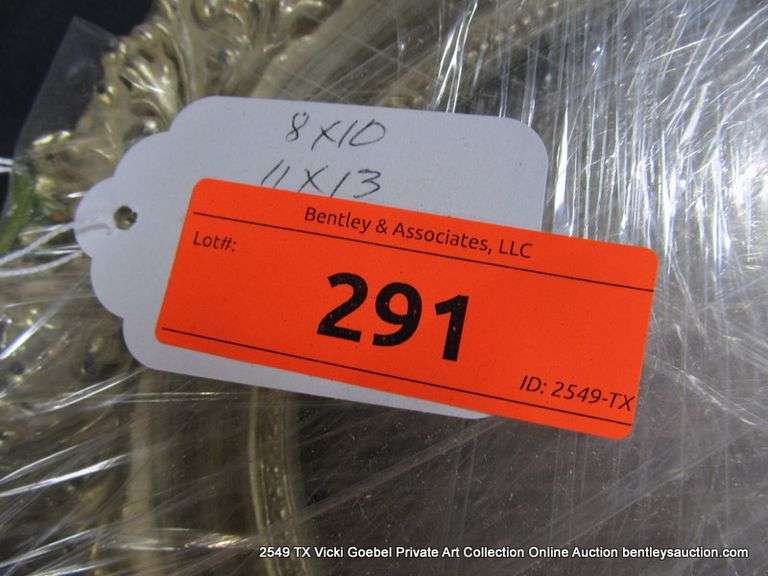 8X10
11X13
Bentley & Associates, LLC
Lot#:
291
ID: 2549-TX
2549 TX Vicki Goebel Private Art Collection Online Auction bentleysauction.com